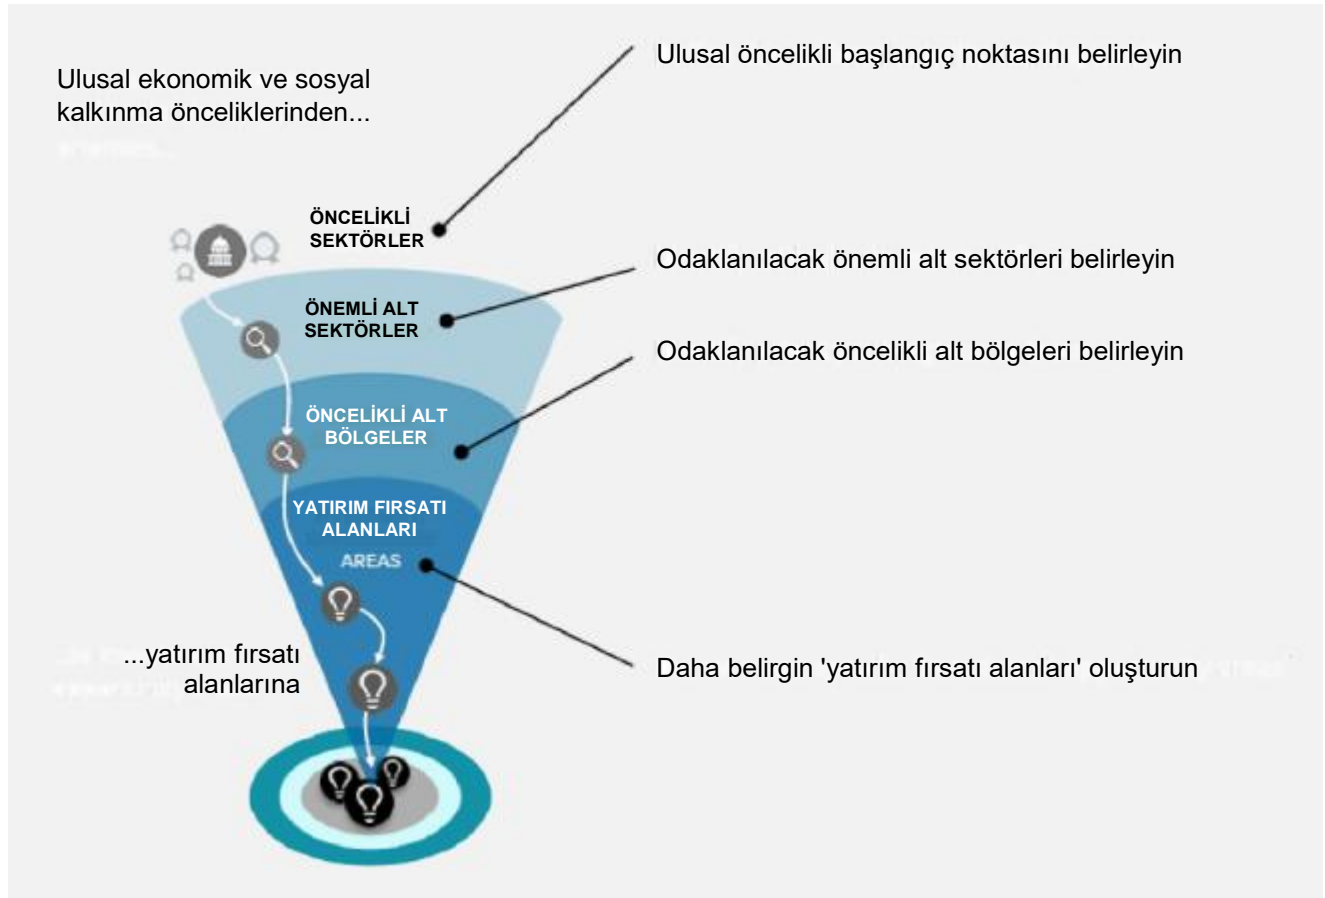 Ulusal öncelikli başlangıç noktasını belirleyin
Ulusal ekonomik ve sosyal
kalkınma önceliklerinden...
ÖNCELİKLİ
SEKTÖRLER
Odaklanılacak önemli alt sektörleri belirleyin
ÖNEMLİ ALT
SEKTÖRLER
Odaklanılacak öncelikli alt bölgeleri belirleyin
ÖNCELİKLİ ALT
BÖLGELER
YATIRIM FIRSATI
ALANLARI
AREAS
...yatırım fırsatı
alanlarına
Daha belirgin 'yatırım fırsatı alanları' oluşturun